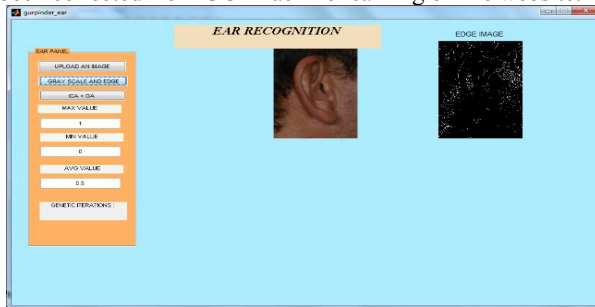 gurpinder_ear
EAR RECOGNITION
EDGE IMAGE
EAR PANEL
UPLOAD AN IMAGE
GRAY SCALE AND EDGE
ICA + GA
MAX VALUE
1
MIN VALUE
0
AVG VALUE
0.5
GENETIC ITERATIONS :